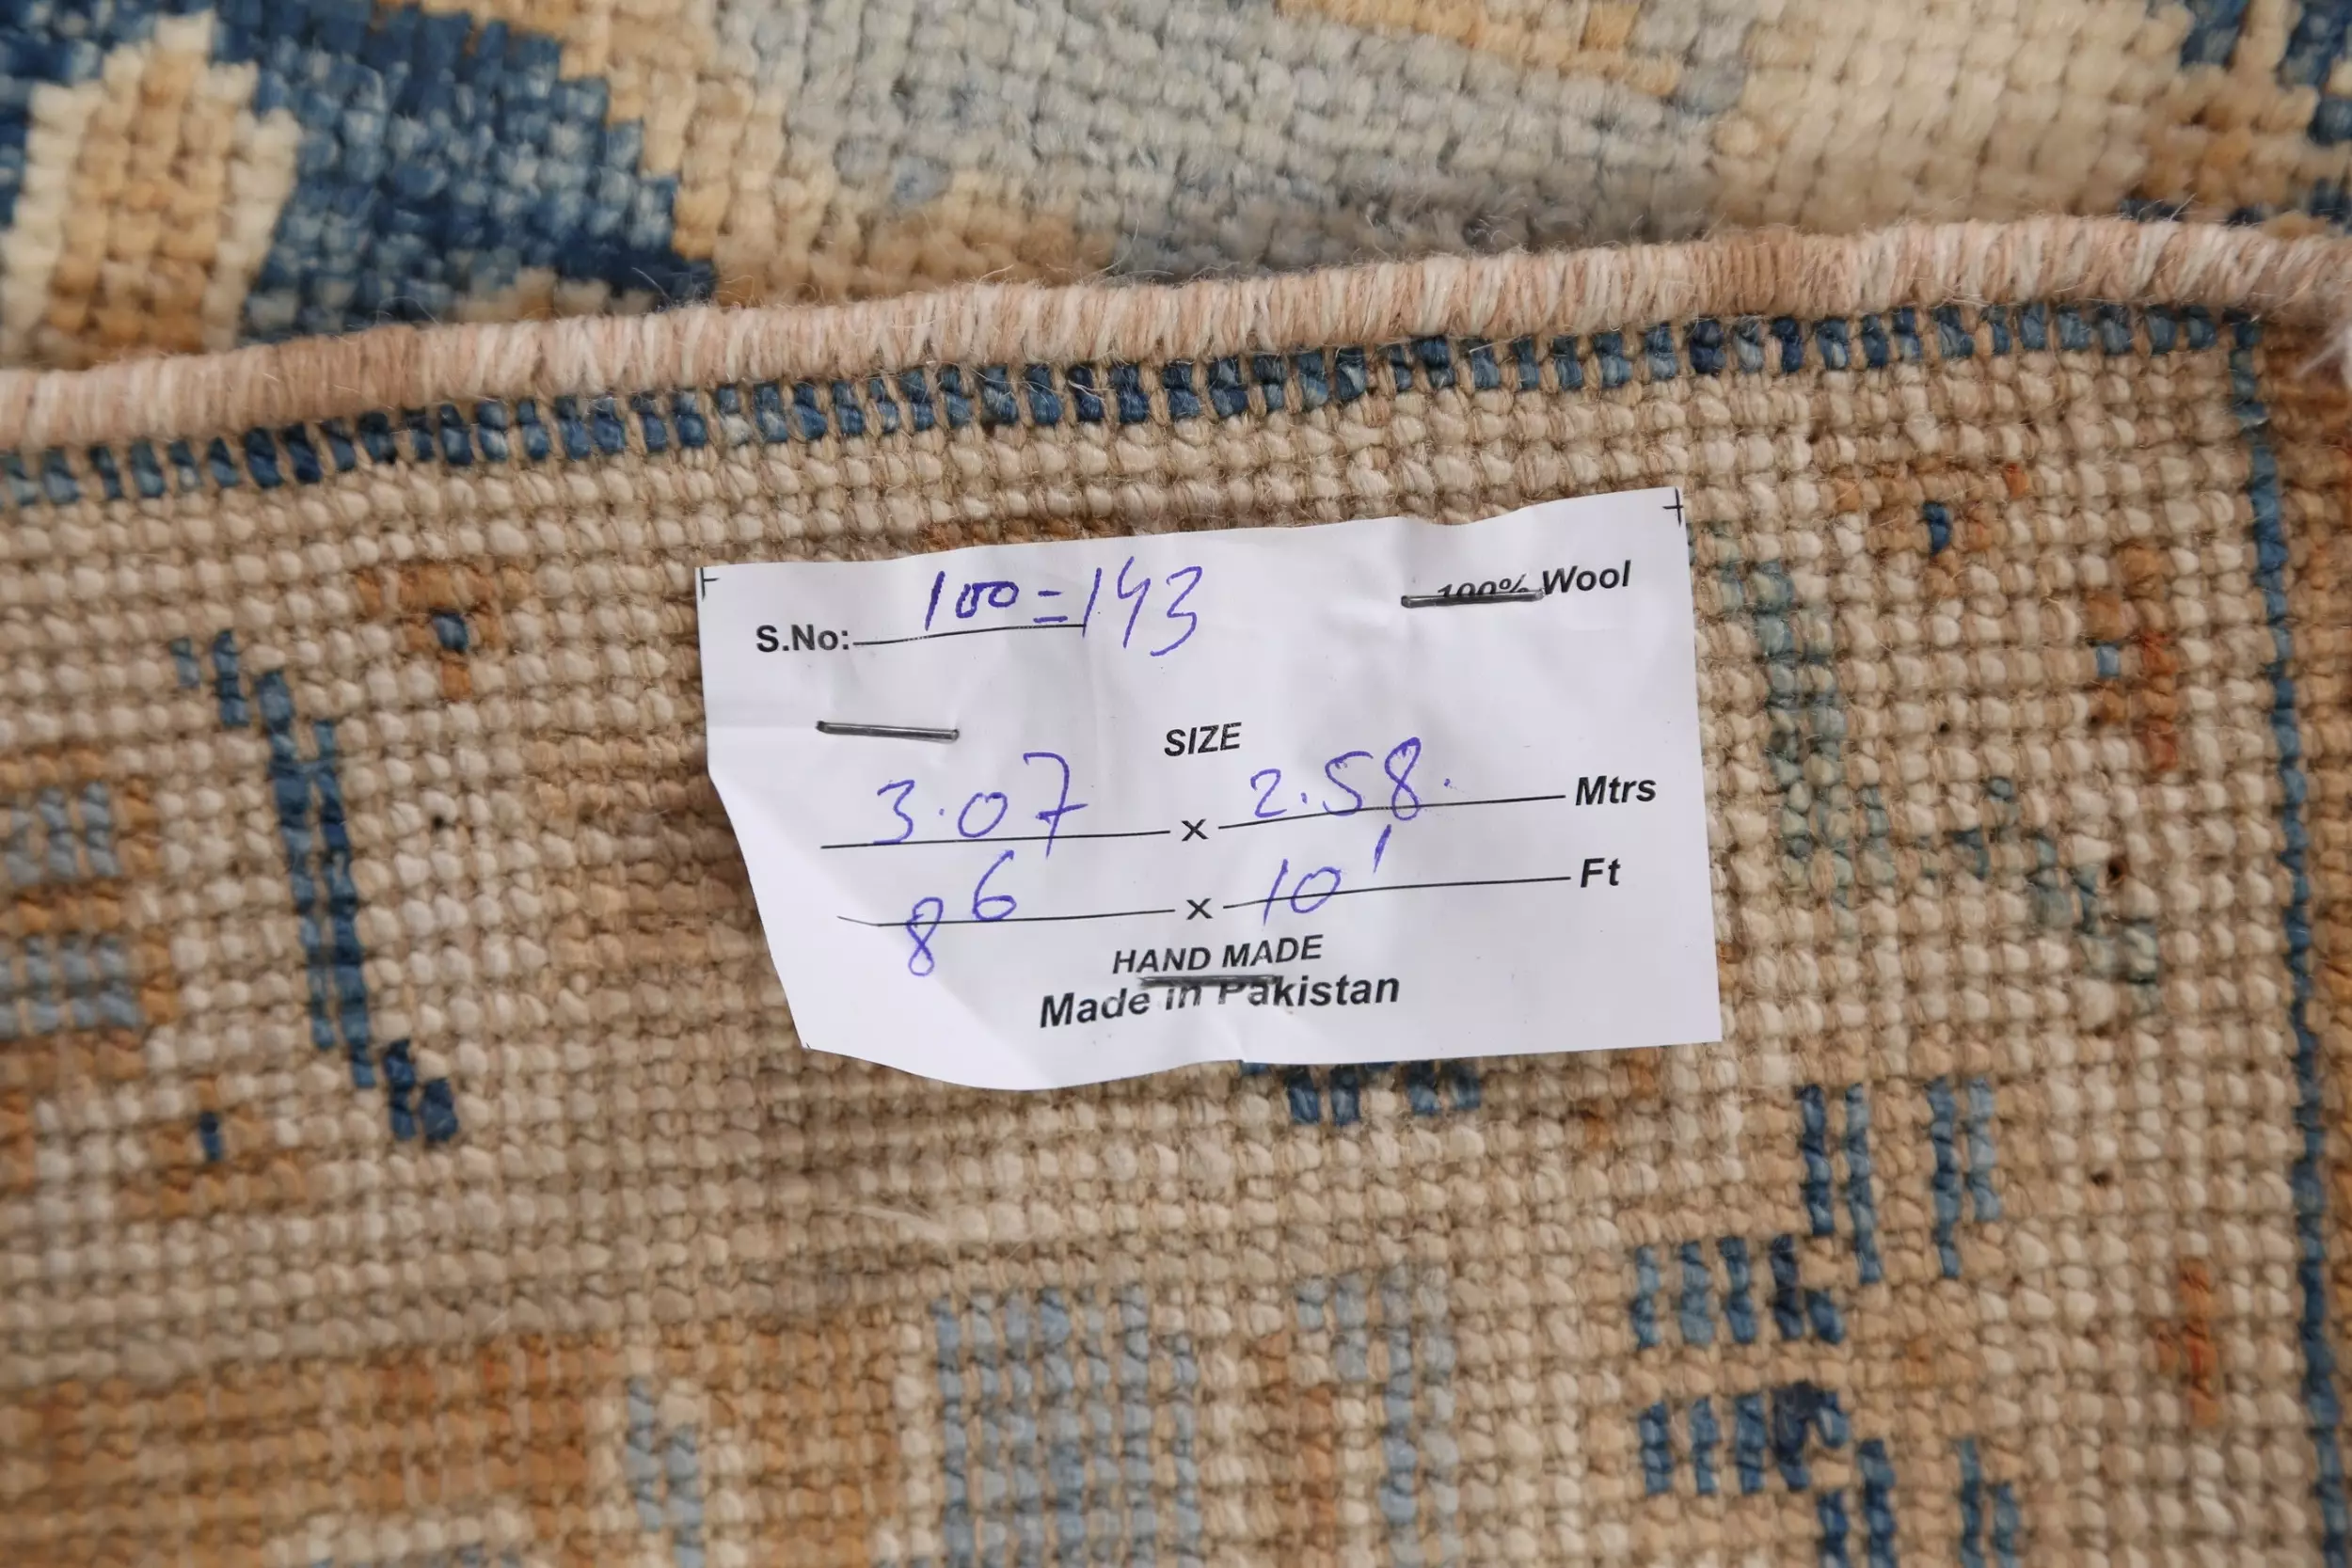 S.No: 100=143
100% Wool
SIZE
3.07 x 2.58. Mtrs
8 6 x 10' Ft
HAND MADE
Made in Pakistan